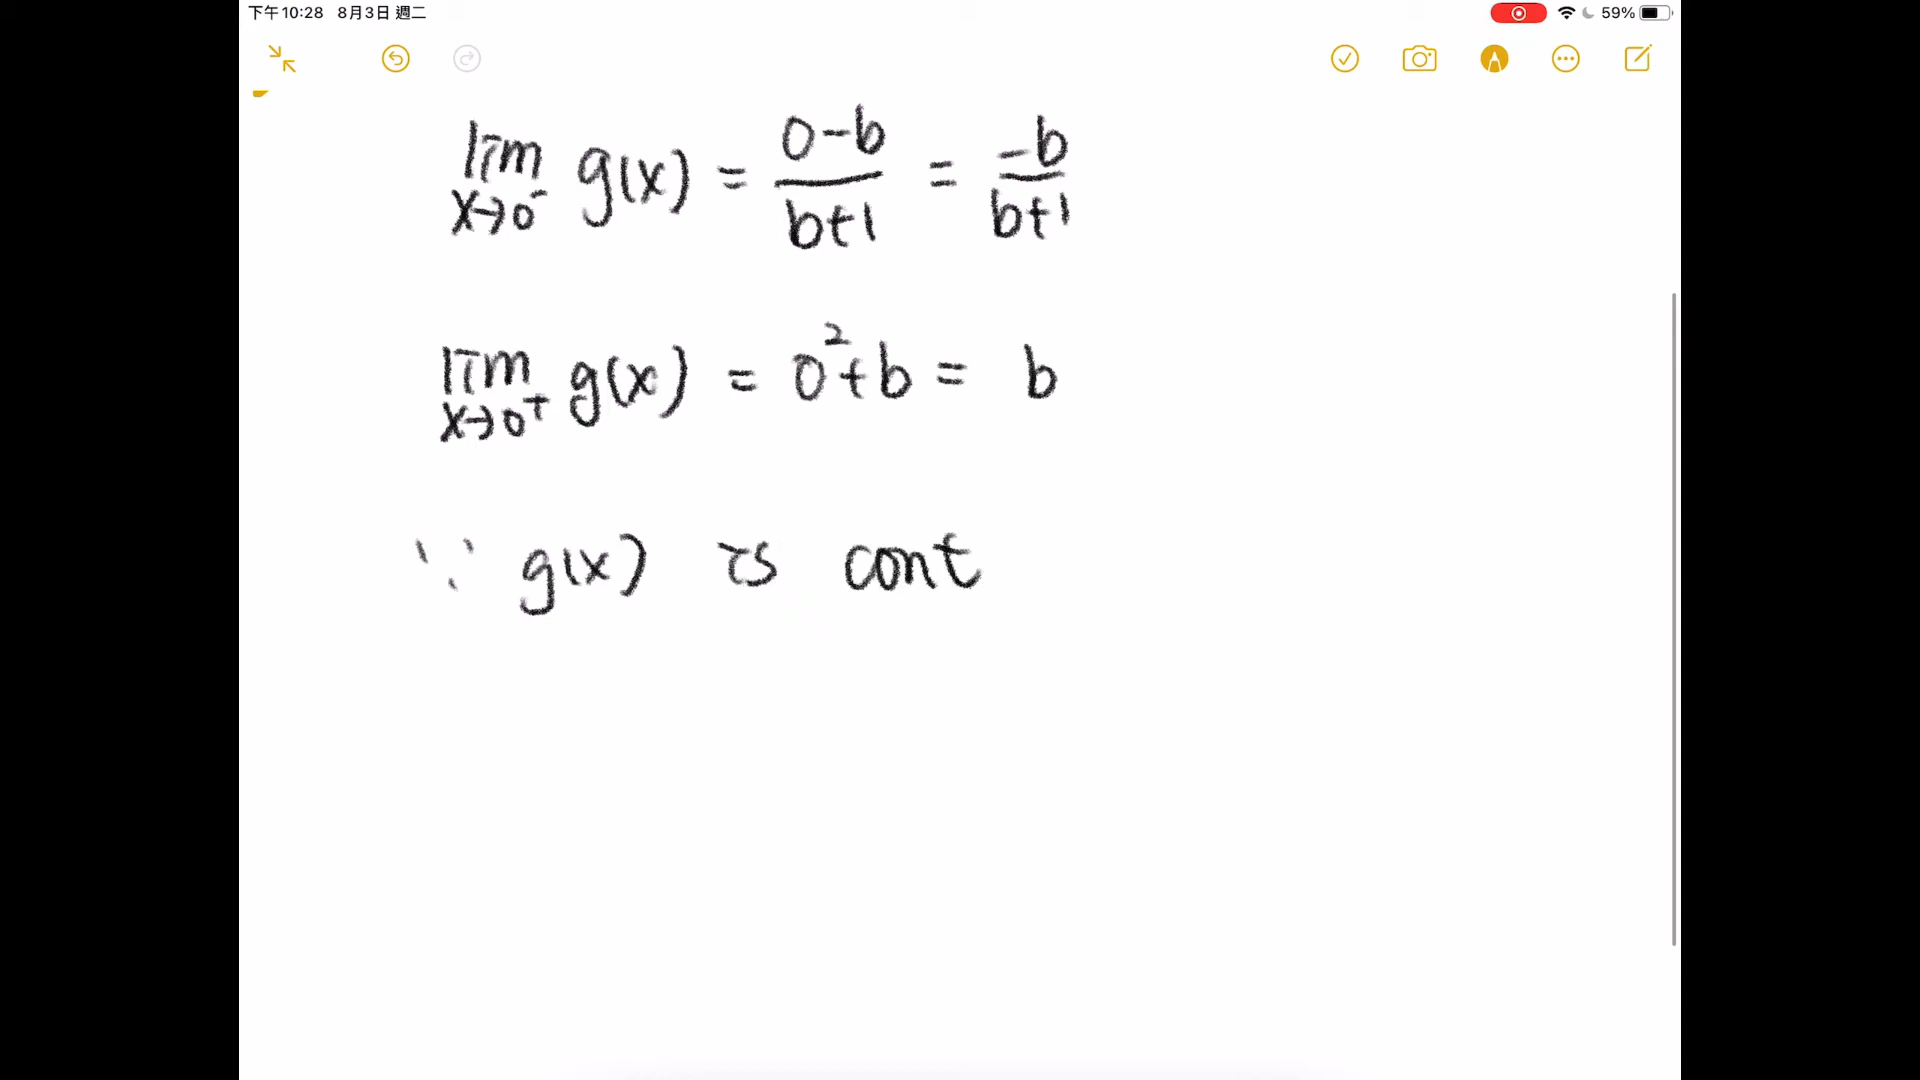 下午10:28 8月3日 週二 59%
lim x→0⁻ g(x) = (0-b)/(b+1) = -b/(b+1)
lim x→0⁺ g(x) = 0²+b = b
∵ g(x) is cont